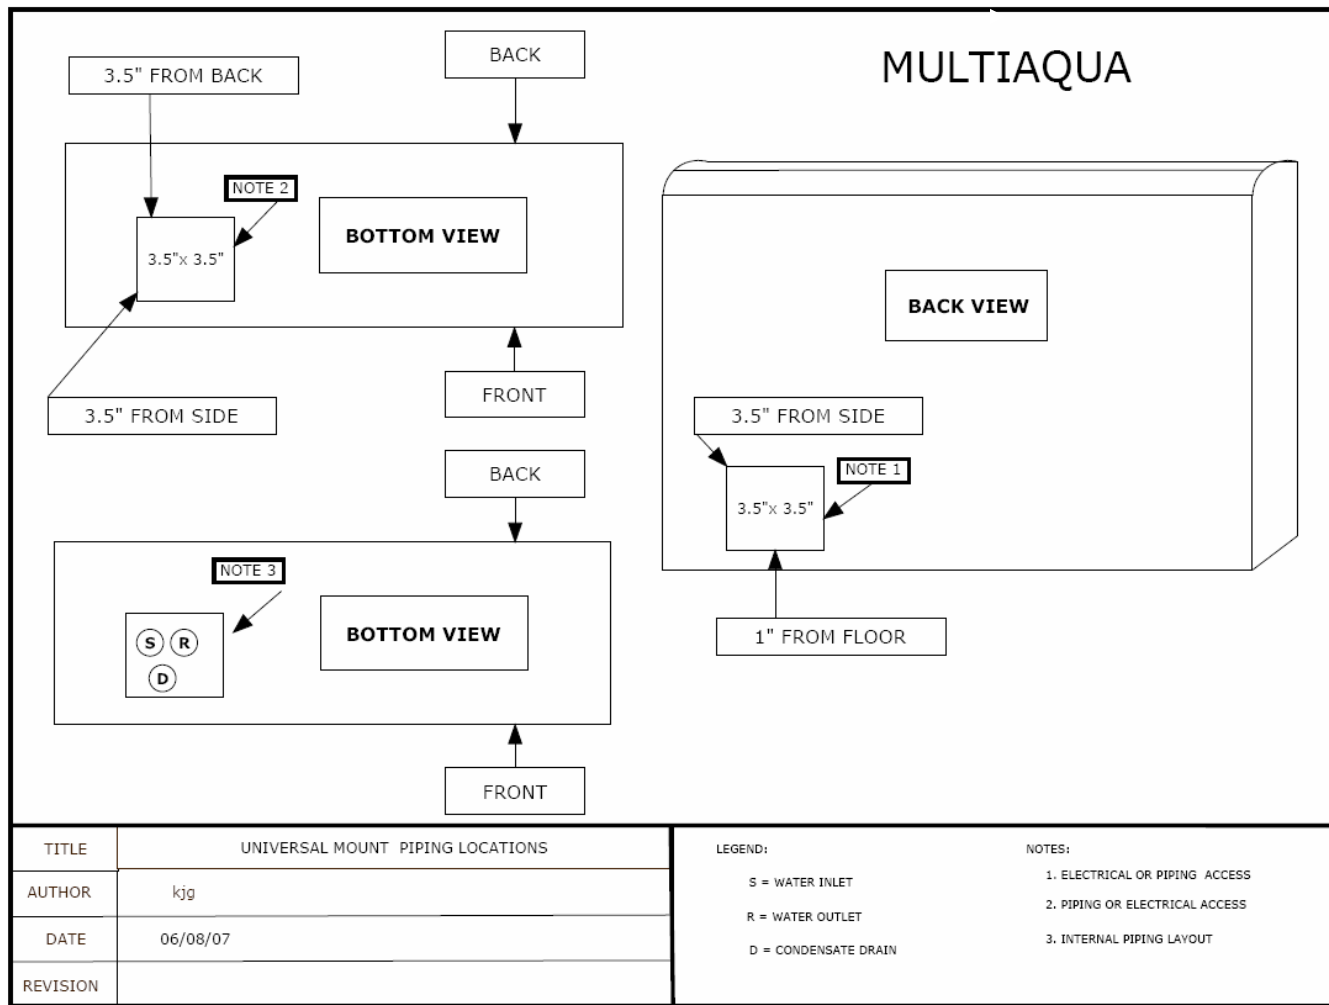 MULTIAQUA
BACK
3.5" FROM BACK
NOTE 2
BOTTOM VIEW
3.5"x 3.5"
3.5" FROM SIDE
FRONT
BACK
NOTE 3
BOTTOM VIEW
S R
D
FRONT
BACK VIEW
3.5" FROM SIDE
NOTE 1
3.5"x 3.5"
1" FROM FLOOR
TITLE UNIVERSAL MOUNT PIPING LOCATIONS
AUTHOR kjg
DATE 06/08/07
REVISION
LEGEND:
S = WATER INLET
R = WATER OUTLET
D = CONDENSATE DRAIN
NOTES:
1. ELECTRICAL OR PIPING ACCESS
2. PIPING OR ELECTRICAL ACCESS
3. INTERNAL PIPING LAYOUT